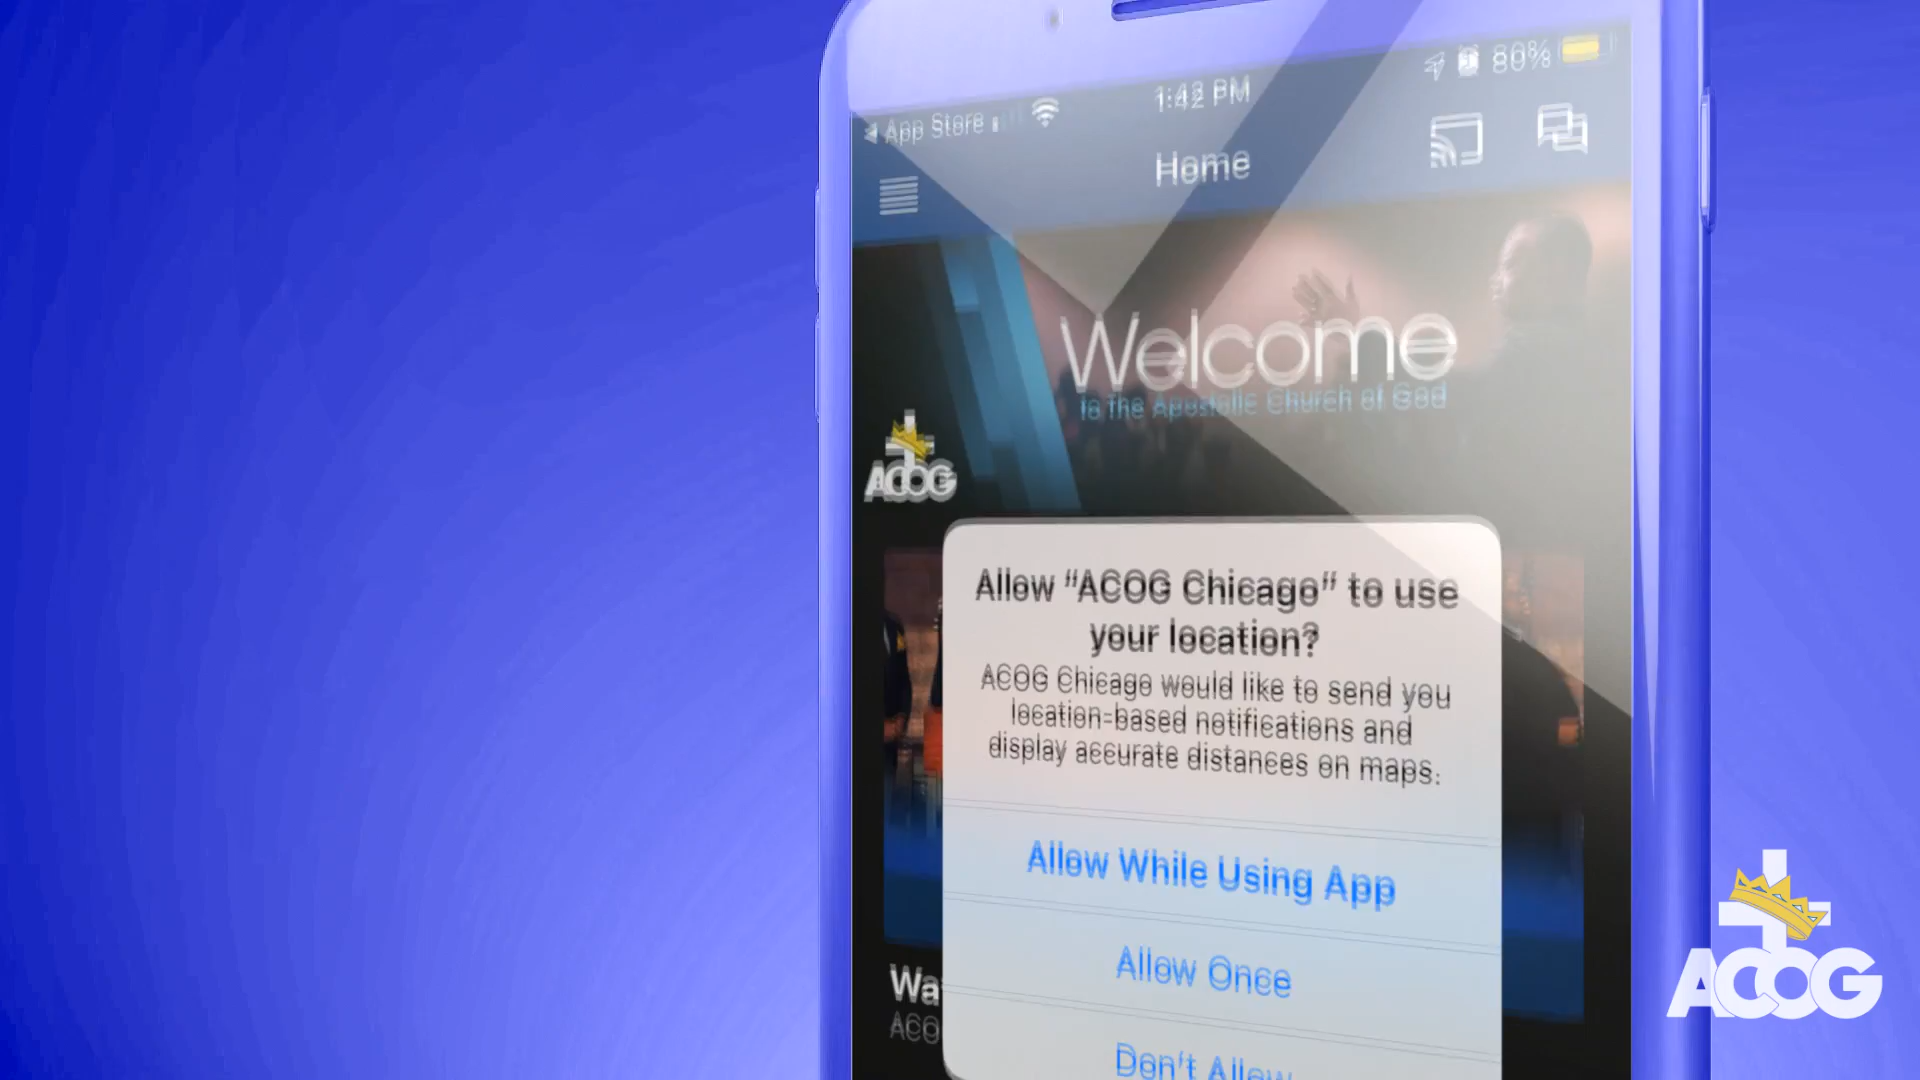 App Store
1:42 PM
80%
Home
Welcome
to the Apostolic Church of God
ACOG
Allow “ACOG Chicago” to use
your location?
ACOG Chicago would like to send you
location-based notifications and
display accurate distances on maps.
Allow While Using App
Allow Once
Don't Allow
Wa
ACO
ACOG